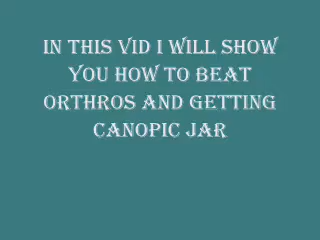 In this vid I will show
you how to beat
Orthros and getting
Canopic Jar